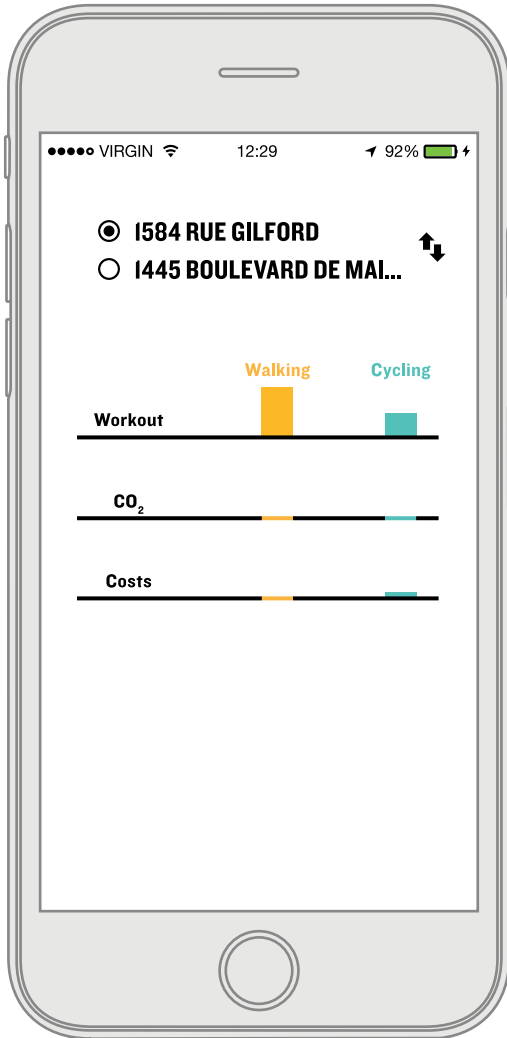 VIRGIN 12:29 92%
1584 RUE GILFORD
1445 BOULEVARD DE MAI...
Walking Cycling
Workout
CO₂
Costs